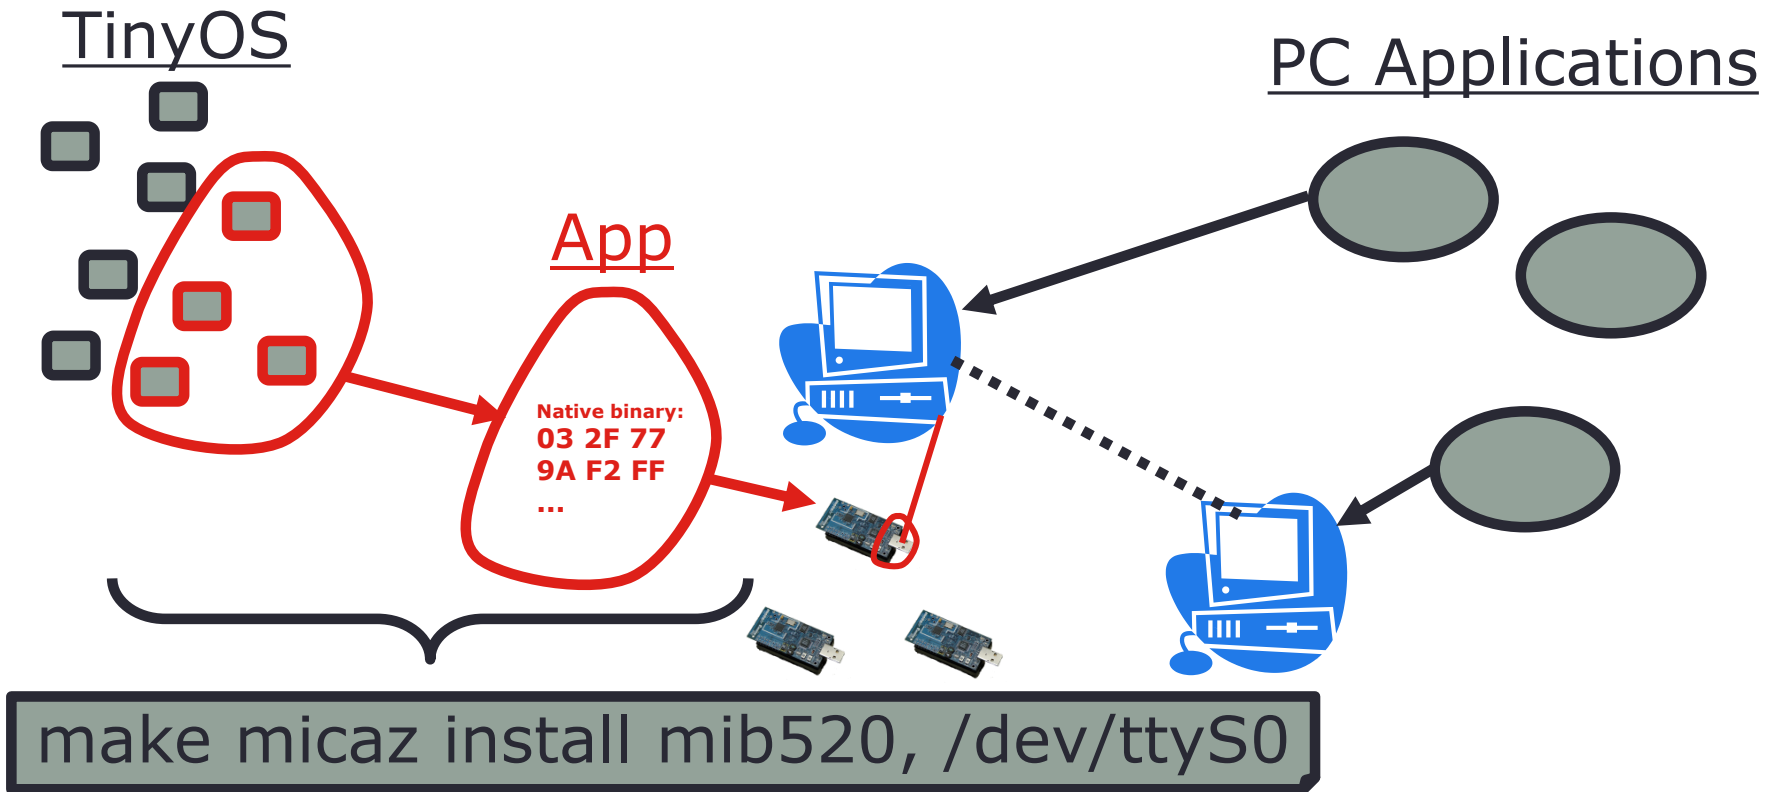 TinyOS
PC Applications
App
Native binary:
03 2F 77
9A F2 FF
...
make micaz install mib520, /dev/ttyS0